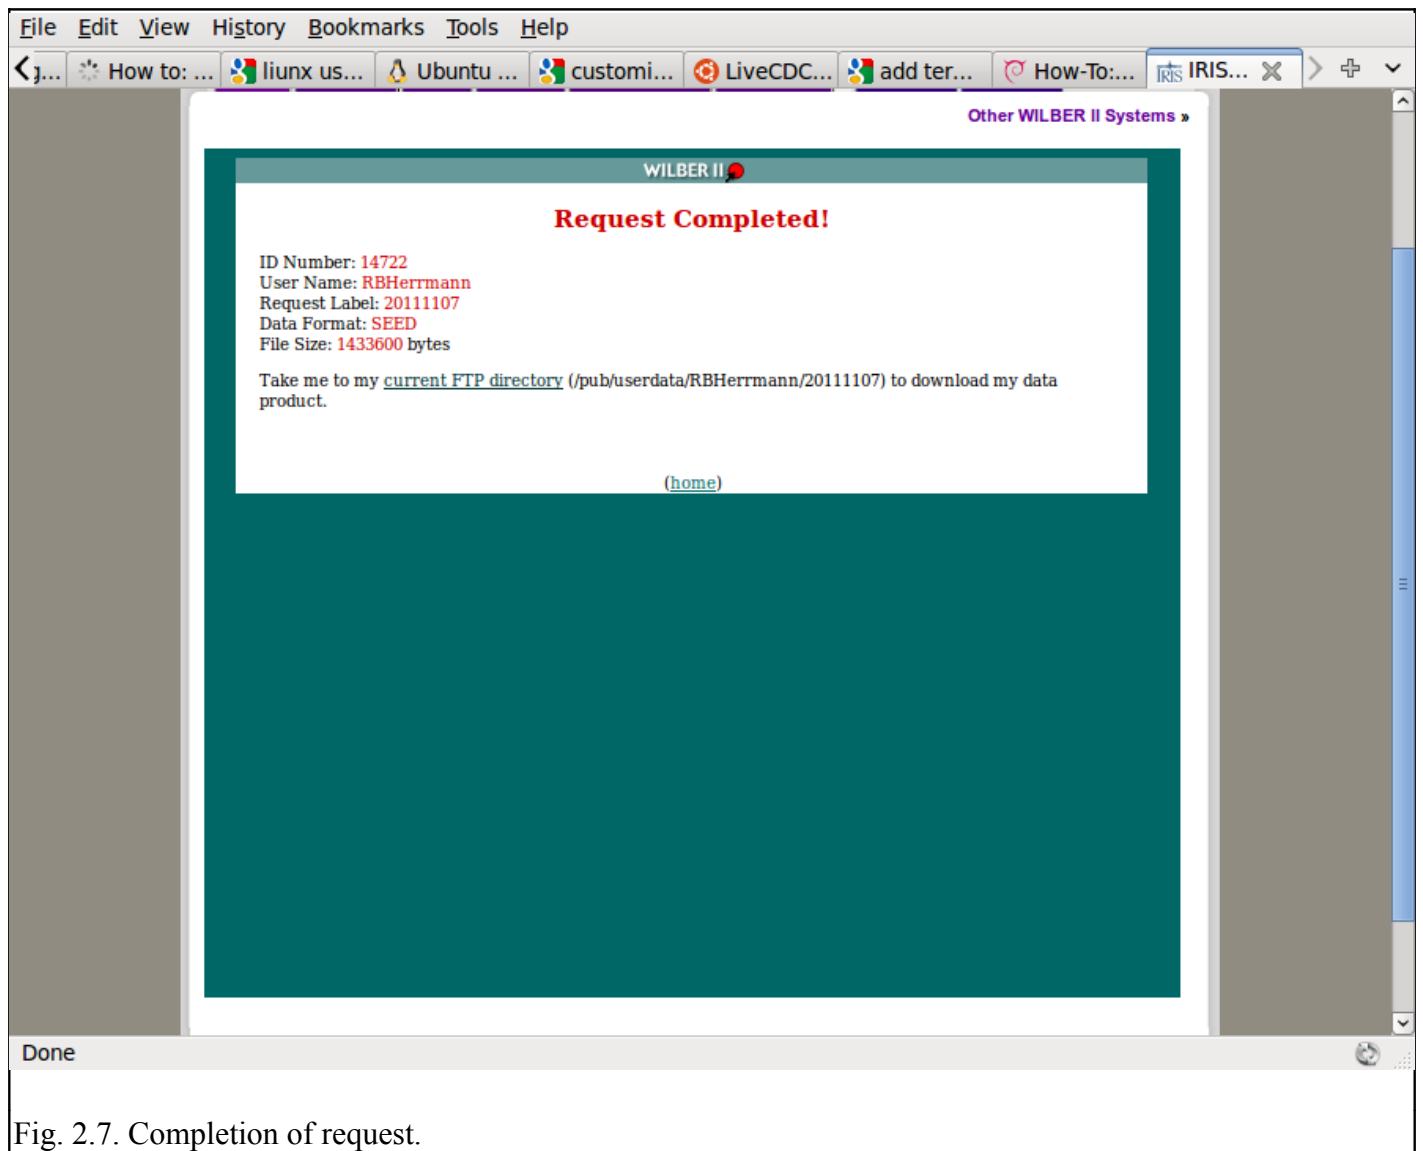 File Edit View History Bookmarks Tools Help
g... How to: ... liunx us... Ubuntu ... customi... LiveCDC... add ter... How-To:... IRIS IRIS...
Other WILBER II Systems »
WILBER II
Request Completed!
ID Number: 14722
User Name: RBHerrmann
Request Label: 20111107
Data Format: SEED
File Size: 1433600 bytes
Take me to my current FTP directory (/pub/userdata/RBHerrmann/20111107) to download my data
product.
(home)
Done
Fig. 2.7. Completion of request.